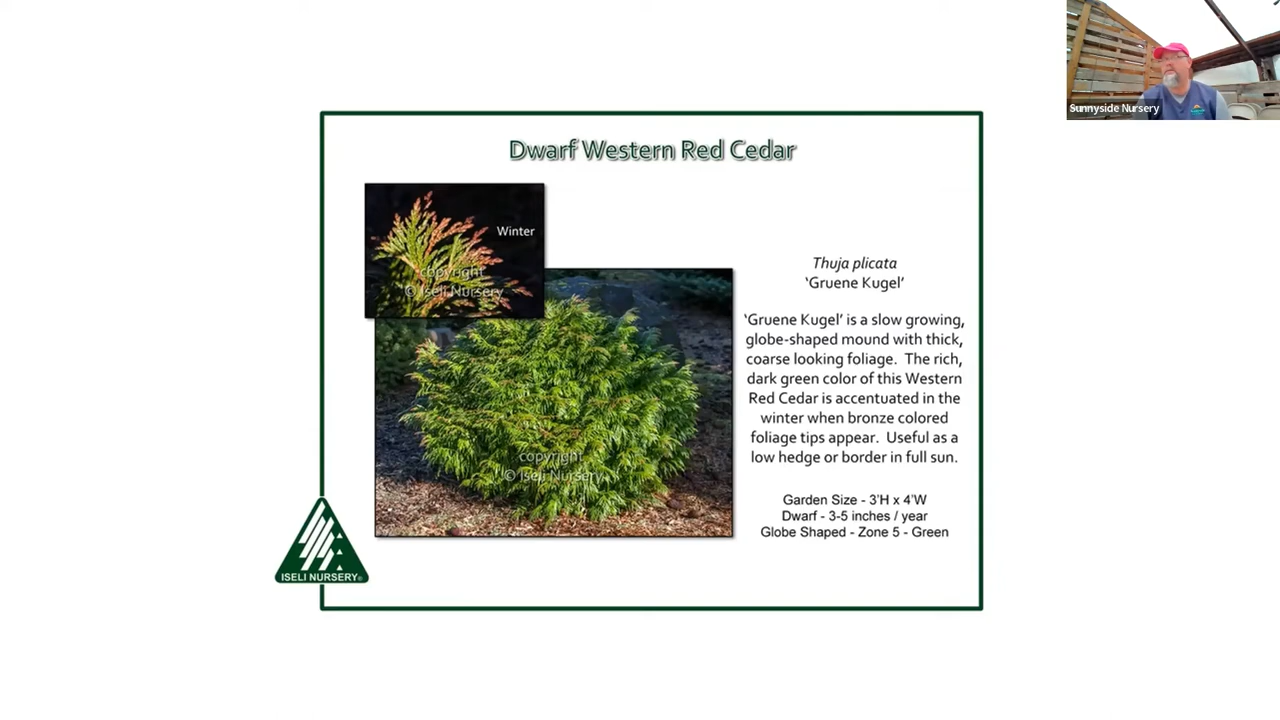 Sunnyside Nursery
Dwarf Western Red Cedar
Winter
copyright
© Iseli Nursery
copyright
© Iseli Nursery
Thuja plicata
‘Gruene Kugel’
‘Gruene Kugel’ is a slow growing,
globe-shaped mound with thick,
coarse looking foliage. The rich,
dark green color of this Western
Red Cedar is accentuated in the
winter when bronze colored
foliage tips appear. Useful as a
low hedge or border in full sun.
Garden Size - 3'H x 4'W
Dwarf - 3-5 inches / year
Globe Shaped - Zone 5 - Green
ISELI NURSERY®